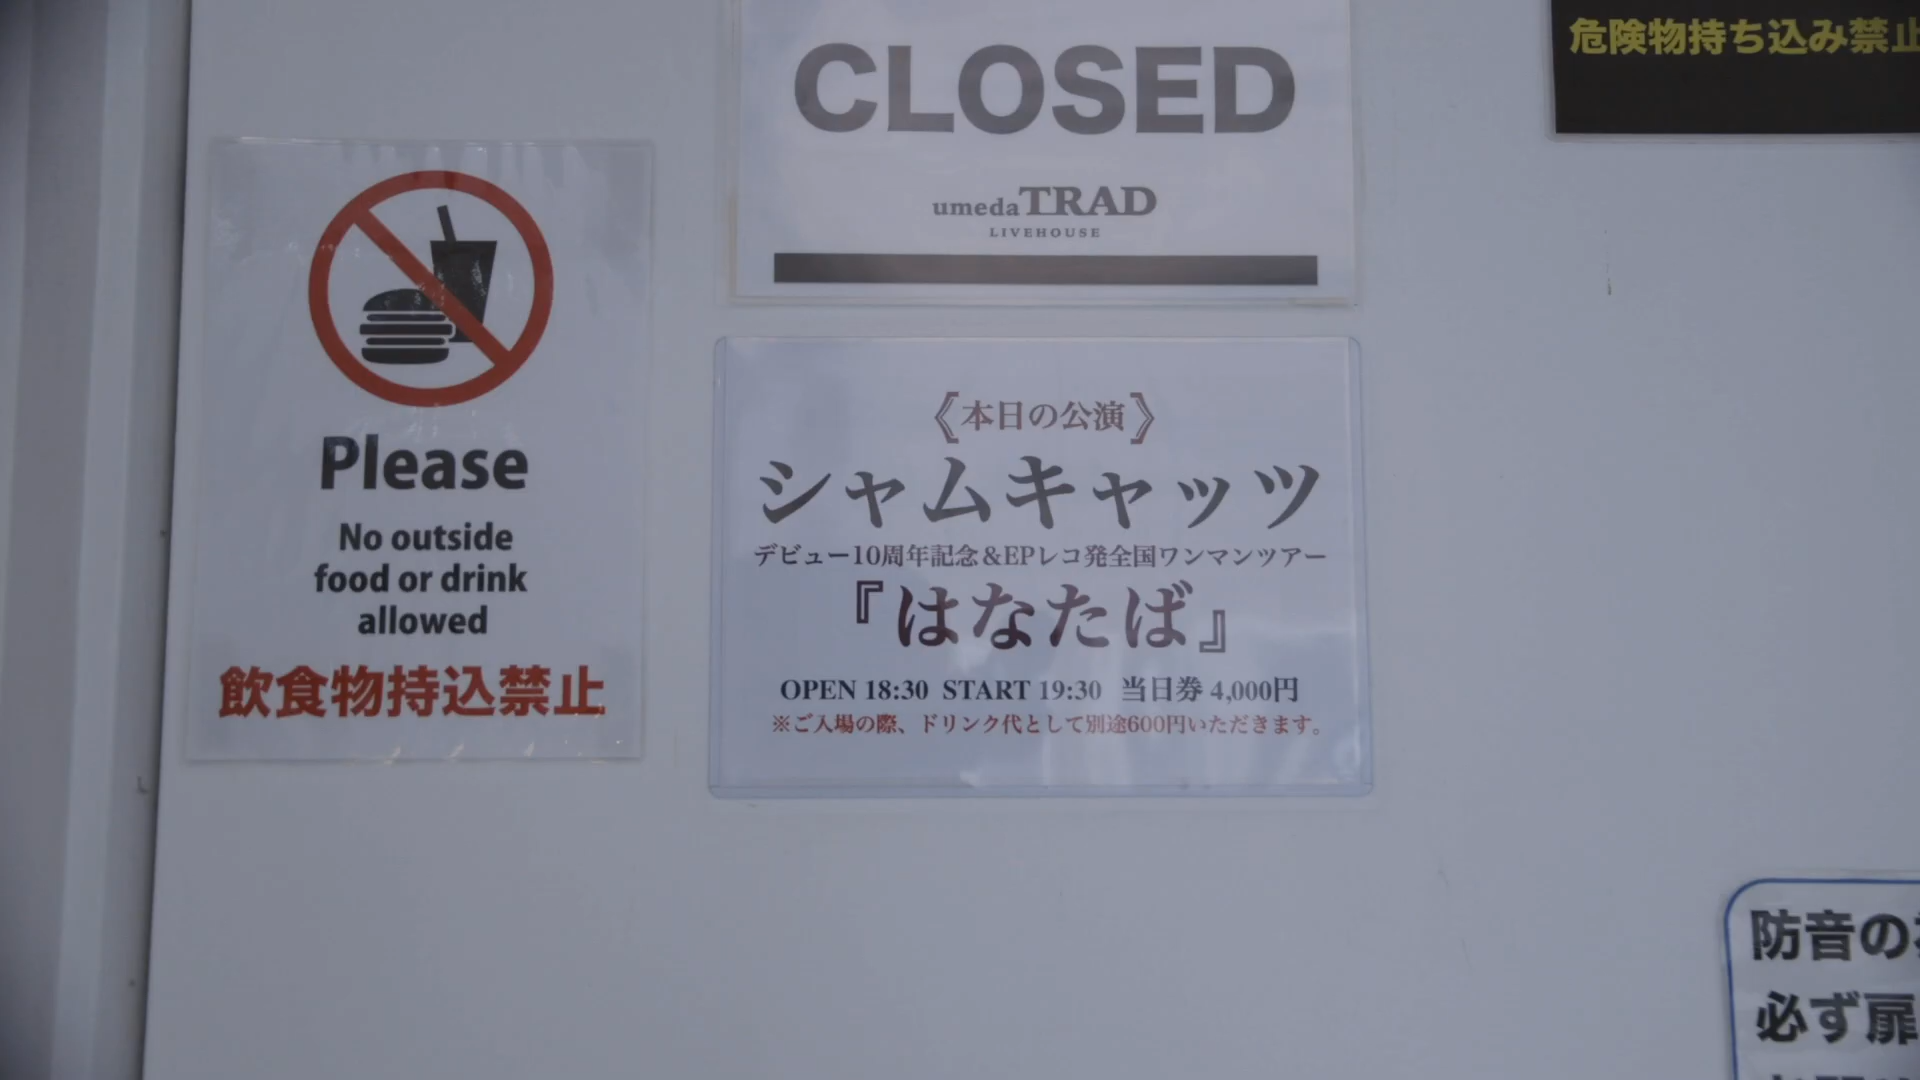 CLOSED
umeda TRAD
LIVEHOUSE
危険物持ち込み禁止
Please
No outside
food or drink
allowed
飲食物持込禁止
《本日の公演》
シャムキャッツ
デビュー10周年記念&EPレコ発全国ワンマンツアー
『はなたば』
OPEN 18:30 START 19:30 当日券 4,000円
※ご入場の際、ドリンク代として別途600円いただきます。
防音の
必ず扉